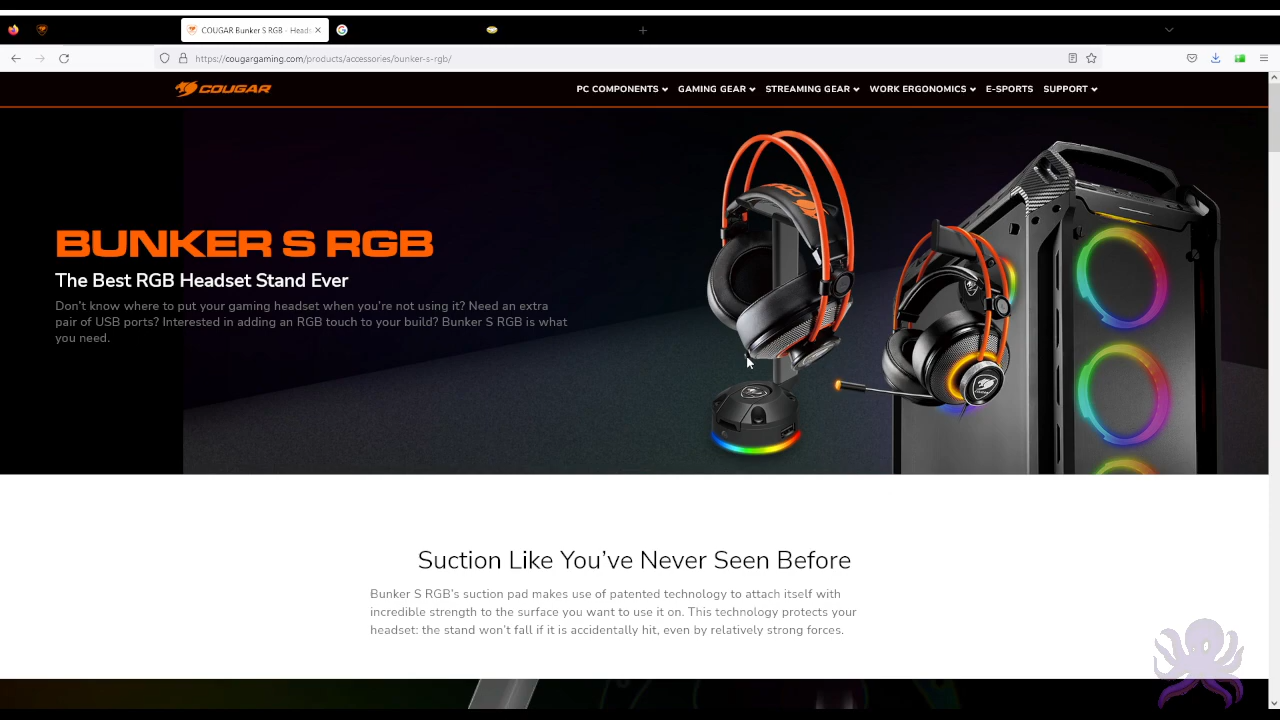 COUGAR Bunker S RGB - Heads
https://cougargaming.com/products/accessories/bunker-s-rgb/
COUGAR
PC COMPONENTS GAMING GEAR STREAMING GEAR WORK ERGONOMICS E-SPORTS SUPPORT
BUNKER S RGB
The Best RGB Headset Stand Ever
Don't know where to put your gaming headset when you're not using it? Need an extra
pair of USB ports? Interested in adding an RGB touch to your build? Bunker S RGB is what
you need.
Suction Like You've Never Seen Before
Bunker S RGB's suction pad makes use of patented technology to attach itself with
incredible strength to the surface you want to use it on. This technology protects your
headset: the stand won't fall if it is accidentally hit, even by relatively strong forces.